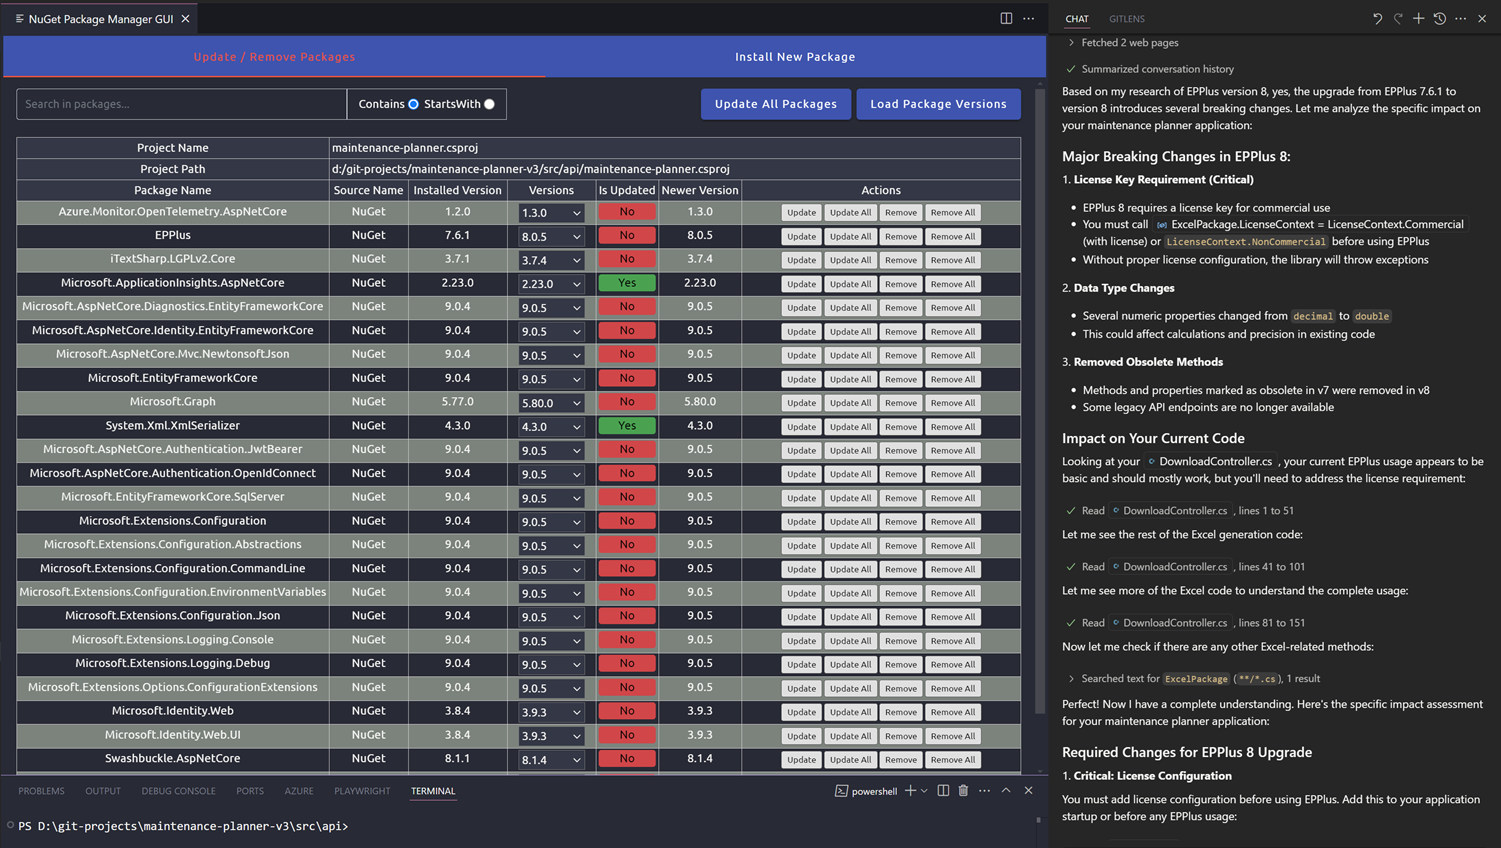 NuGet Package Manager GUI
Update / Remove Packages
Install New Package
Search in packages...
Contains StartsWith
Update All Packages
Load Package Versions
Project Name maintenance-planner.csproj
Project Path d:/git-projects/maintenance-planner-v3/src/api/maintenance-planner.csproj
Package Name Source Name Installed Version Versions Is Updated Newer Version Actions
Azure.Monitor.OpenTelemetry.AspNetCore NuGet 1.2.0 1.3.0 No 1.3.0 Update Update All Remove Remove All
EPPlus NuGet 7.6.1 8.0.5 No 8.0.5 Update Update All Remove Remove All
iTextSharp.LGPLv2.Core NuGet 3.7.1 3.7.4 No 3.7.4 Update Update All Remove Remove All
Microsoft.ApplicationInsights.AspNetCore NuGet 2.23.0 2.23.0 Yes 2.23.0 Update Update All Remove Remove All
Microsoft.AspNetCore.Diagnostics.EntityFrameworkCore NuGet 9.0.4 9.0.5 No 9.0.5 Update Update All Remove Remove All
Microsoft.AspNetCore.Identity.EntityFrameworkCore NuGet 9.0.4 9.0.5 No 9.0.5 Update Update All Remove Remove All
Microsoft.AspNetCore.Mvc.NewtonsoftJson NuGet 9.0.4 9.0.5 No 9.0.5 Update Update All Remove Remove All
Microsoft.EntityFrameworkCore NuGet 9.0.4 9.0.5 No 9.0.5 Update Update All Remove Remove All
Microsoft.Graph NuGet 5.77.0 5.80.0 No 5.80.0 Update Update All Remove Remove All
System.Xml.XmlSerializer NuGet 4.3.0 4.3.0 Yes 4.3.0 Update Update All Remove Remove All
Microsoft.AspNetCore.Authentication.JwtBearer NuGet 9.0.4 9.0.5 No 9.0.5 Update Update All Remove Remove All
Microsoft.AspNetCore.Authentication.OpenIdConnect NuGet 9.0.4 9.0.5 No 9.0.5 Update Update All Remove Remove All
Microsoft.EntityFrameworkCore.SqlServer NuGet 9.0.4 9.0.5 No 9.0.5 Update Update All Remove Remove All
Microsoft.Extensions.Configuration NuGet 9.0.4 9.0.5 No 9.0.5 Update Update All Remove Remove All
Microsoft.Extensions.Configuration.Abstractions NuGet 9.0.4 9.0.5 No 9.0.5 Update Update All Remove Remove All
Microsoft.Extensions.Configuration.CommandLine NuGet 9.0.4 9.0.5 No 9.0.5 Update Update All Remove Remove All
Microsoft.Extensions.Configuration.EnvironmentVariables NuGet 9.0.4 9.0.5 No 9.0.5 Update Update All Remove Remove All
Microsoft.Extensions.Configuration.Json NuGet 9.0.4 9.0.5 No 9.0.5 Update Update All Remove Remove All
Microsoft.Extensions.Logging.Console NuGet 9.0.4 9.0.5 No 9.0.5 Update Update All Remove Remove All
Microsoft.Extensions.Logging.Debug NuGet 9.0.4 9.0.5 No 9.0.5 Update Update All Remove Remove All
Microsoft.Extensions.Options.ConfigurationExtensions NuGet 9.0.4 9.0.5 No 9.0.5 Update Update All Remove Remove All
Microsoft.Identity.Web NuGet 3.8.4 3.9.3 No 3.9.3 Update Update All Remove Remove All
Microsoft.Identity.Web.UI NuGet 3.8.4 3.9.3 No 3.9.3 Update Update All Remove Remove All
Swashbuckle.AspNetCore NuGet 8.1.1 8.1.4 No 8.1.4 Update Update All Remove Remove All
PROBLEMS OUTPUT DEBUG CONSOLE PORTS AZURE PLAYWRIGHT TERMINAL
powershell
PS D:\git-projects\maintenance-planner-v3\src\api>
CHAT GITLENS
Fetched 2 web pages
Summarized conversation history
Based on my research of EPPlus version 8, yes, the upgrade from EPPlus 7.6.1 to
version 8 introduces several breaking changes. Let me analyze the specific impact on
your maintenance planner application:
Major Breaking Changes in EPPlus 8:
1. License Key Requirement (Critical)
• EPPlus 8 requires a license key for commercial use
• You must call ExcelPackage.LicenseContext = LicenseContext.Commercial
(with license) or LicenseContext.NonCommercial before using EPPlus
• Without proper license configuration, the library will throw exceptions
2. Data Type Changes
• Several numeric properties changed from decimal to double
• This could affect calculations and precision in existing code
3. Removed Obsolete Methods
• Methods and properties marked as obsolete in v7 were removed in v8
• Some legacy API endpoints are no longer available
Impact on Your Current Code
Looking at your DownloadController.cs , your current EPPlus usage appears to be
basic and should mostly work, but you'll need to address the license requirement:
Read DownloadController.cs , lines 1 to 51
Let me see the rest of the Excel generation code:
Read DownloadController.cs , lines 41 to 101
Let me see more of the Excel code to understand the complete usage:
Read DownloadController.cs , lines 81 to 151
Now let me check if there are any other Excel-related methods:
Searched text for ExcelPackage (**/*.cs), 1 result
Perfect! Now I have a complete understanding. Here's the specific impact assessment
for your maintenance planner application:
Required Changes for EPPlus 8 Upgrade
1. Critical: License Configuration
You must add license configuration before using EPPlus. Add this to your application
startup or before any EPPlus usage: